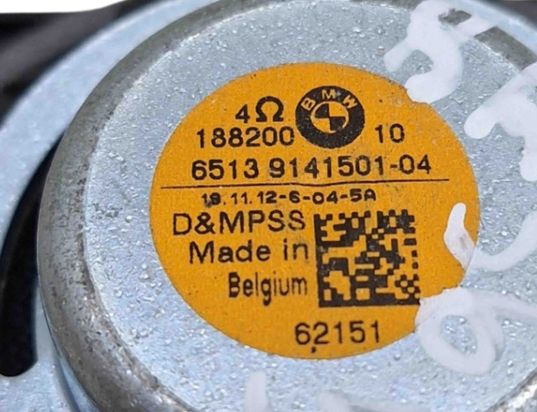 4Ω BMW
188200 10
6513 9141501-04
18.11.12-6-04-5A
D&MPSS
Made in
Belgium
62151